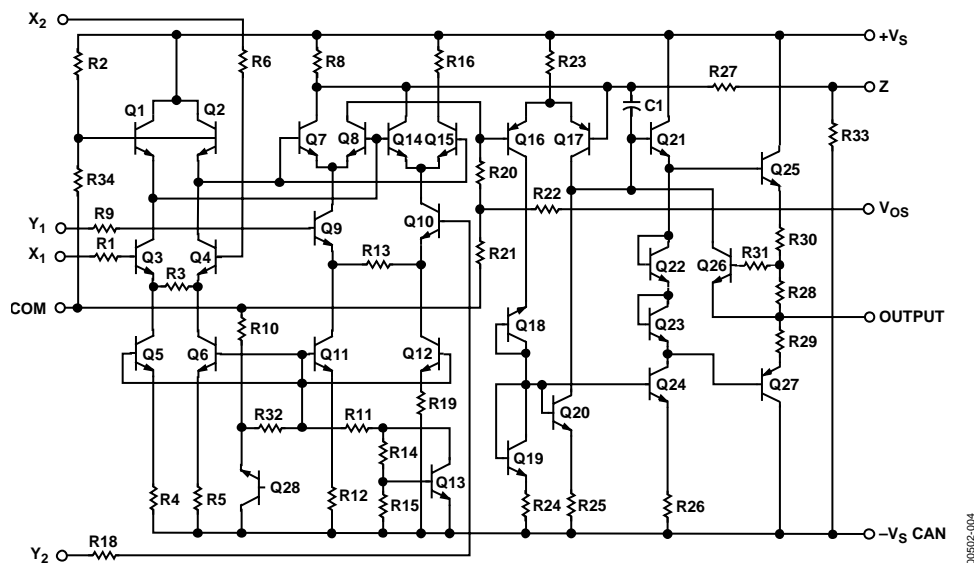 X2
+VS
R2
R6
R8
R16
R23
R27
Z
Q1
Q2
C1
Q7
Q8
Q14
Q15
Q16
Q17
Q21
R33
R34
R20
Q25
R22
VOS
Y1
R9
Q9
Q10
R21
R30
X1
R1
Q3
Q4
R13
Q22
Q26
R31
R3
R28
COM
OUTPUT
R10
Q18
Q23
R29
Q5
Q6
Q11
Q12
Q24
Q27
R19
Q20
R32
R11
R14
Q19
Q28
Q13
R4
R5
R12
R15
R24
R25
R26
–VS CAN
Y2
R18
00502-004